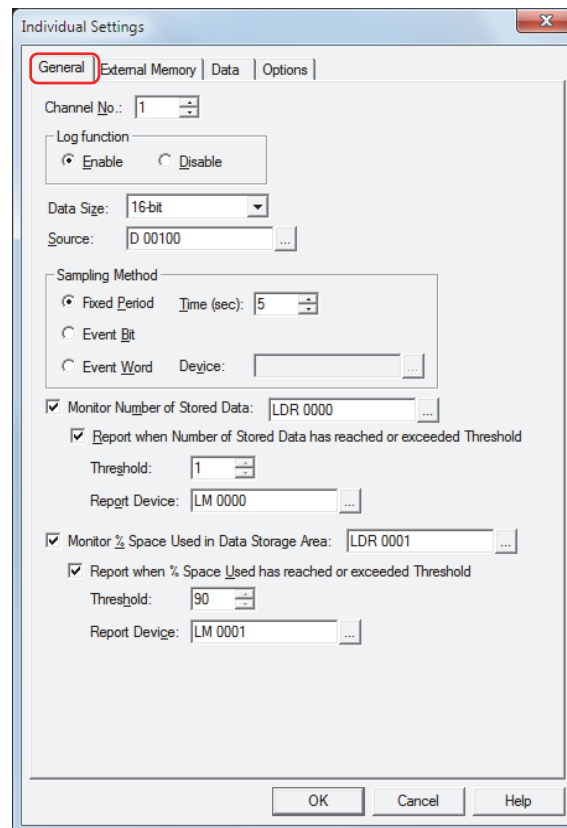 Individual Settings
General External Memory Data Options
Channel No.: 1
Log function
Enable Disable
Data Size: 16-bit
Source: D 00100 ...
Sampling Method
Fixed Period Time (sec): 5
Event Bit
Event Word Device: ...
Monitor Number of Stored Data: LDR 0000 ...
Report when Number of Stored Data has reached or exceeded Threshold
Threshold: 1
Report Device: LM 0000 ...
Monitor % Space Used in Data Storage Area: LDR 0001 ...
Report when % Space Used has reached or exceeded Threshold
Threshold: 90
Report Device: LM 0001 ...
OK Cancel Help